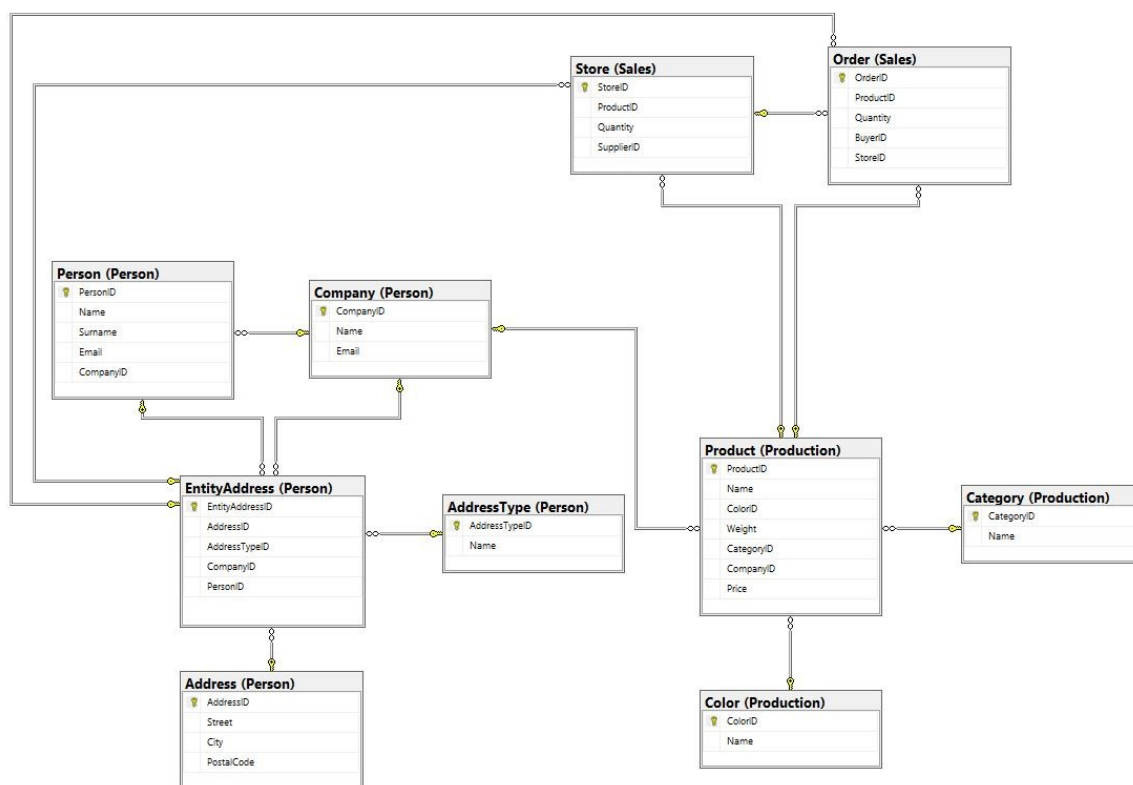 Store (Sales)
StoreID
ProductID
Quantity
SupplierID
Order (Sales)
OrderID
ProductID
Quantity
BuyerID
StoreID
Person (Person)
PersonID
Name
Surname
Email
CompanyID
Company (Person)
CompanyID
Name
Email
EntityAddress (Person)
EntityAddressID
AddressID
AddressTypeID
CompanyID
PersonID
AddressType (Person)
AddressTypeID
Name
Product (Production)
ProductID
Name
ColorID
Weight
CategoryID
CompanyID
Price
Category (Production)
CategoryID
Name
Address (Person)
AddressID
Street
City
PostalCode
Color (Production)
ColorID
Name